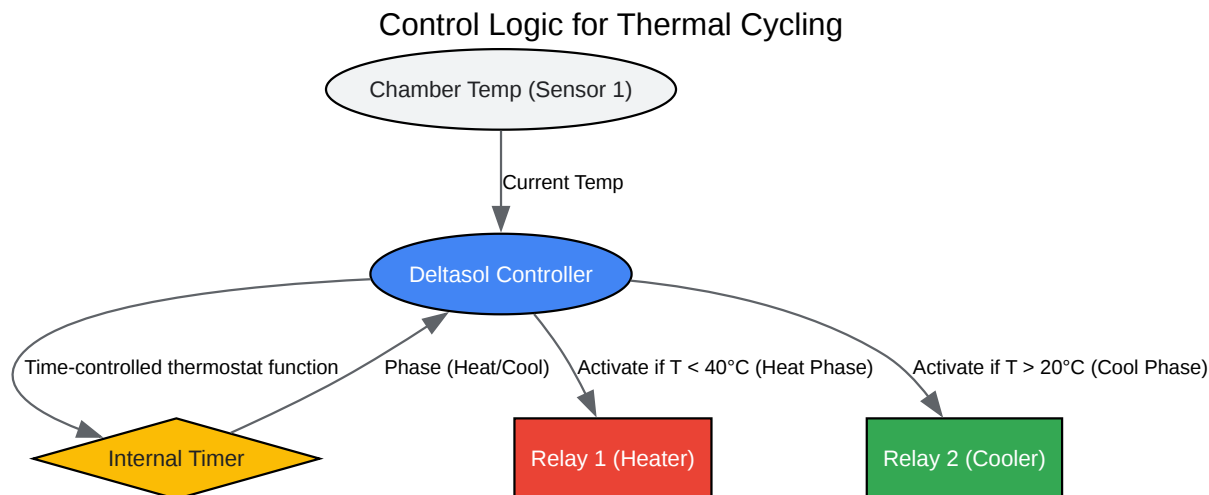 Control Logic for Thermal Cycling
Chamber Temp (Sensor 1)
Current Temp
Deltasol Controller
Time-controlled thermostat function
Phase (Heat/Cool)
Activate if T < 40°C (Heat Phase)
Activate if T > 20°C (Cool Phase)
Internal Timer
Relay 1 (Heater)
Relay 2 (Cooler)